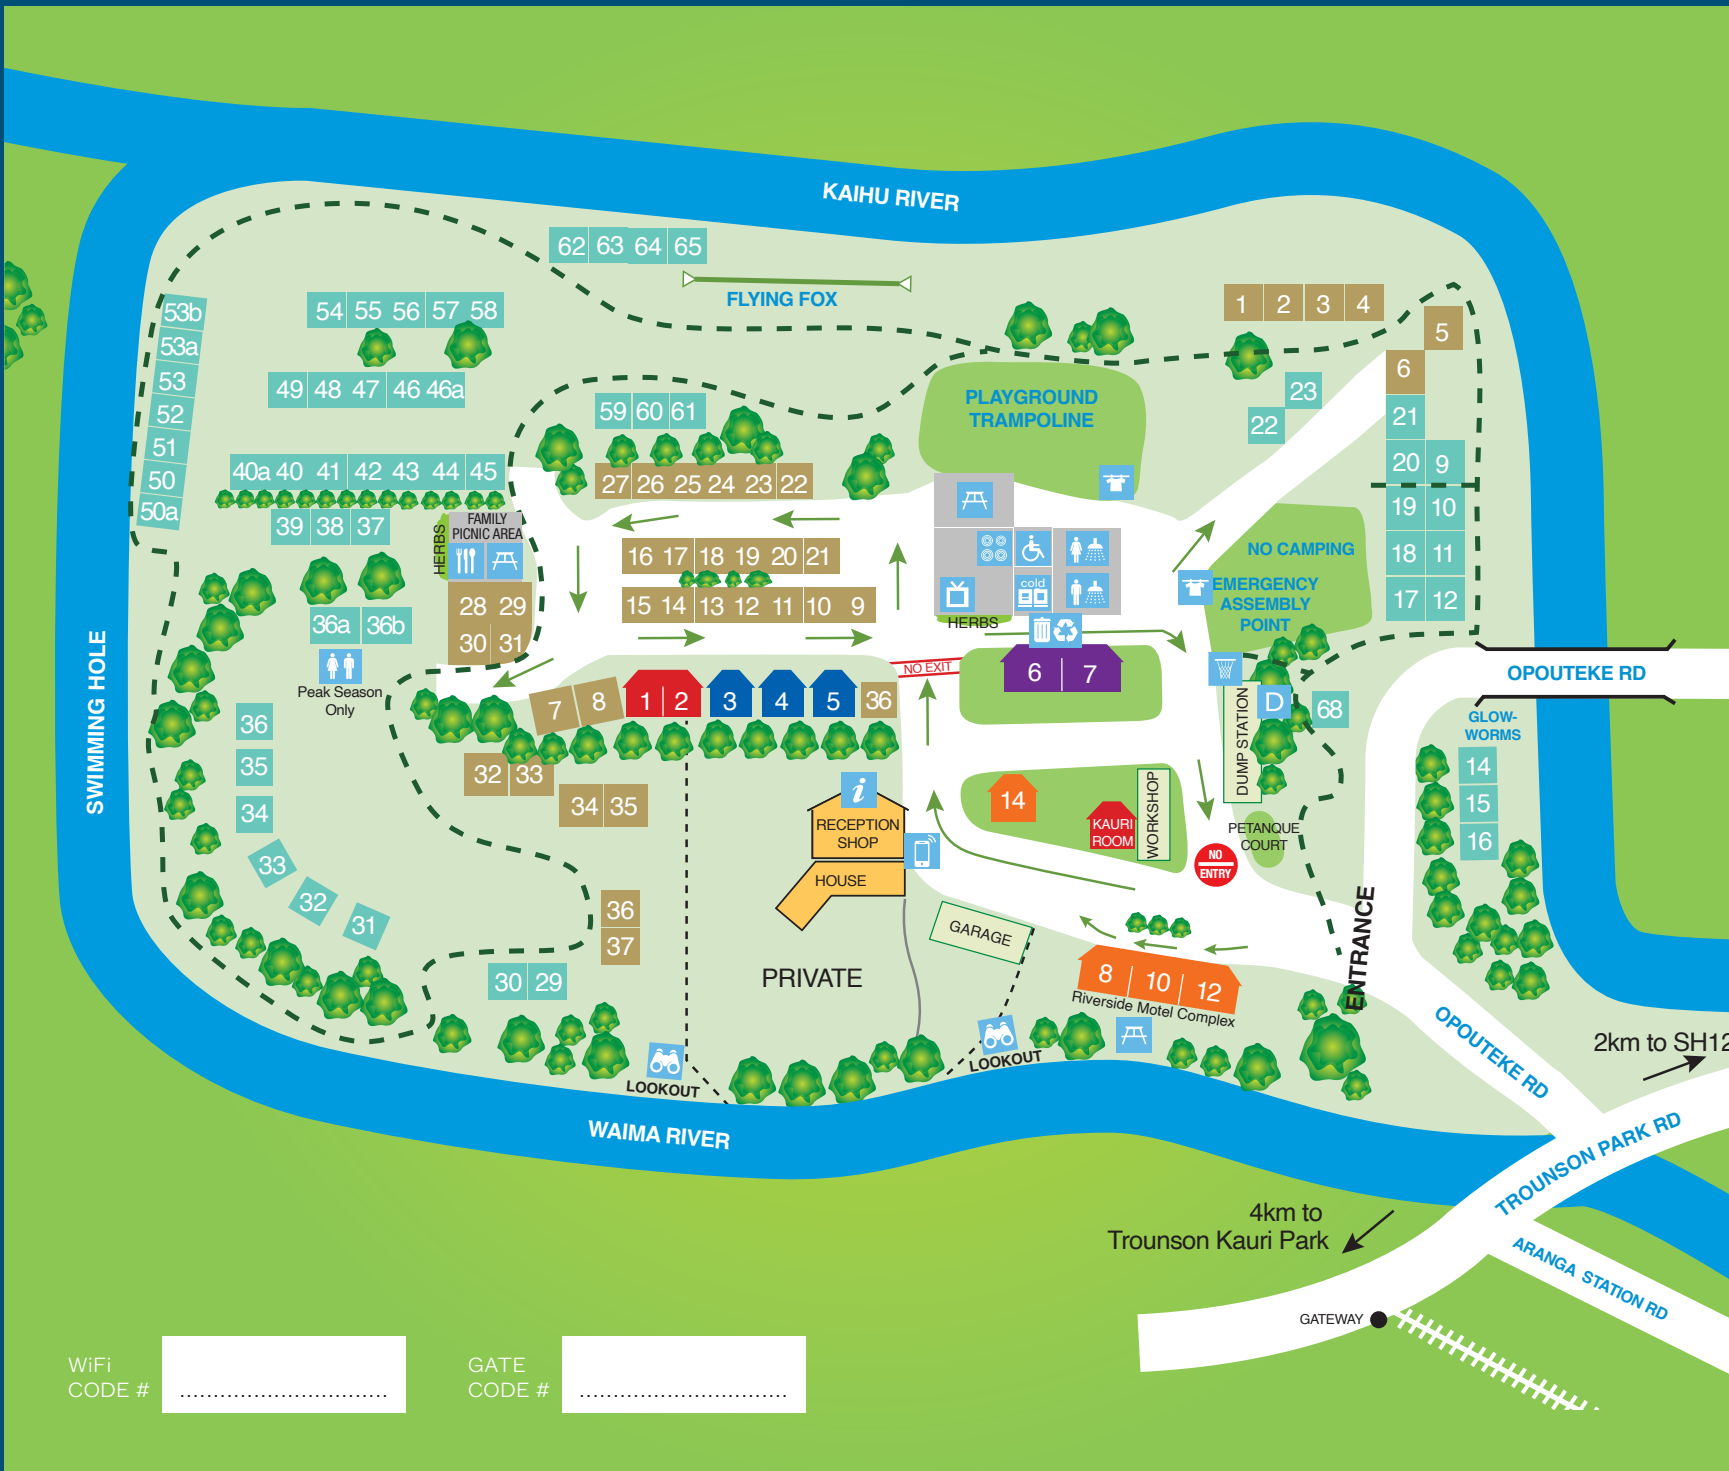 KAIHU RIVER
62 63 64 65
FLYING FOX
53b
53a
53
52
51
50
50a
54 55 56 57 58
49 48 47 46 46a
1 2 3 4
5
6
23
22
21
20 9
19 10
18 11
17 12
PLAYGROUND
TRAMPOLINE
59 60 61
27 26 25 24 23 22
40a 40 41 42 43 44 45
39 38 37
HERBS
FAMILY
PICNIC AREA
28 29
30 31
16 17 18 19 20 21
15 14 13 12 11 10 9
cold
HERBS
NO CAMPING
EMERGENCY
ASSEMBLY
POINT
36a 36b
Peak Season
Only
NO EXIT
6 7
7 8
1 2 3 4 5 36
SWIMMING HOLE
36
35
34
33
32
31
32 33
34 35
36
37
30 29
OPOUTEKE RD
GLOW-
WORMS
14
15
16
D
68
DUMP STATION
PETANQUE
COURT
NO
ENTRY
14
KAURI
ROOM
WORKSHOP
i
RECEPTION
SHOP
HOUSE
GARAGE
PRIVATE
8 10 12
Riverside Motel Complex
ENTRANCE
LOOKOUT
LOOKOUT
OPOUTEKE RD
2km to SH12
WAIMA RIVER
TROUNSON PARK RD
4km to
Trounson Kauri Park
ARANGA STATION RD
GATEWAY
WiFi
CODE # ................................
GATE
CODE # ................................